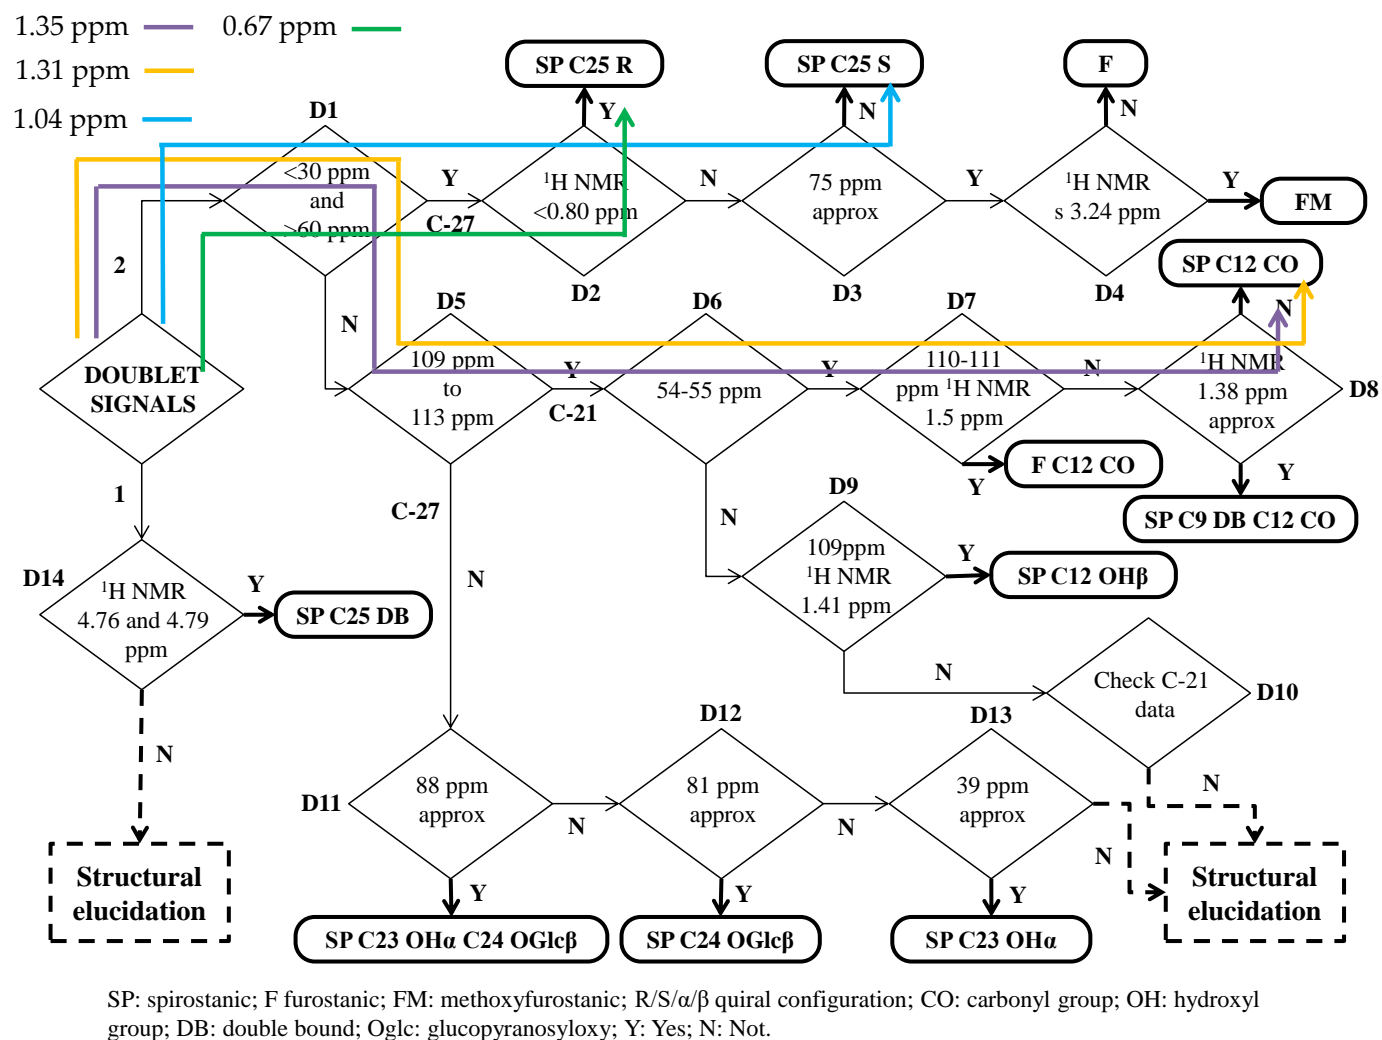 1.35 ppm
0.67 ppm
1.31 ppm
1.04 ppm
SP C25 R
SP C25 S
F
D1
Y
N
N
<30 ppm
and
>60 ppm
Y
C-27
¹H NMR
<0.80 ppm
N
75 ppm
approx
Y
¹H NMR
s 3.24 ppm
Y
FM
2
D2
D3
D4
SP C12 CO
N
D5
D6
D7
N
DOUBLET
SIGNALS
109 ppm
to
113 ppm
Y
C-21
54-55 ppm
Y
110-111
ppm ¹H NMR
1.5 ppm
N
¹H NMR
1.38 ppm
approx
D8
Y
F C12 CO
Y
SP C9 DB C12 CO
1
C-27
N
D9
N
109ppm
¹H NMR
1.41 ppm
Y
SP C12 OHβ
D14
¹H NMR
4.76 and 4.79
ppm
Y
SP C25 DB
N
N
Check C-21
data
D10
D12
D13
N
D11
88 ppm
approx
N
81 ppm
approx
N
39 ppm
approx
N
Structural
elucidation
Y
Y
Y
Structural
elucidation
SP C23 OHα C24 OGlcβ
SP C24 OGlcβ
SP C23 OHα
SP: spirostanic; F furostanic; FM: methoxyfurostanic; R/S/α/β quiral configuration; CO: carbonyl group; OH: hydroxyl
group; DB: double bound; Oglc: glucopyranosyloxy; Y: Yes; N: Not.